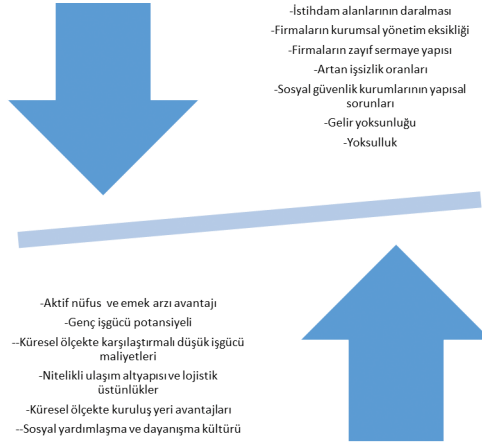 -İstihdam alanlarının daralması
-Firmaların kurumsal yönetim eksikliği
-Firmaların zayıf sermaye yapısı
-Artan işsizlik oranları
-Sosyal güvenlik kurumlarının yapısal
sorunları
-Gelir yoksunluğu
-Yoksulluk
-Aktif nüfus ve emek arzı avantajı
-Genç işgücü potansiyeli
--Küresel ölçekte karşılaştırmalı düşük işgücü
maliyetleri
-Nitelikli ulaşım altyapısı ve lojistik
üstünlükler
-Küresel ölçekte kuruluş yeri avantajları
--Sosyal yardımlaşma ve dayanışma kültürü